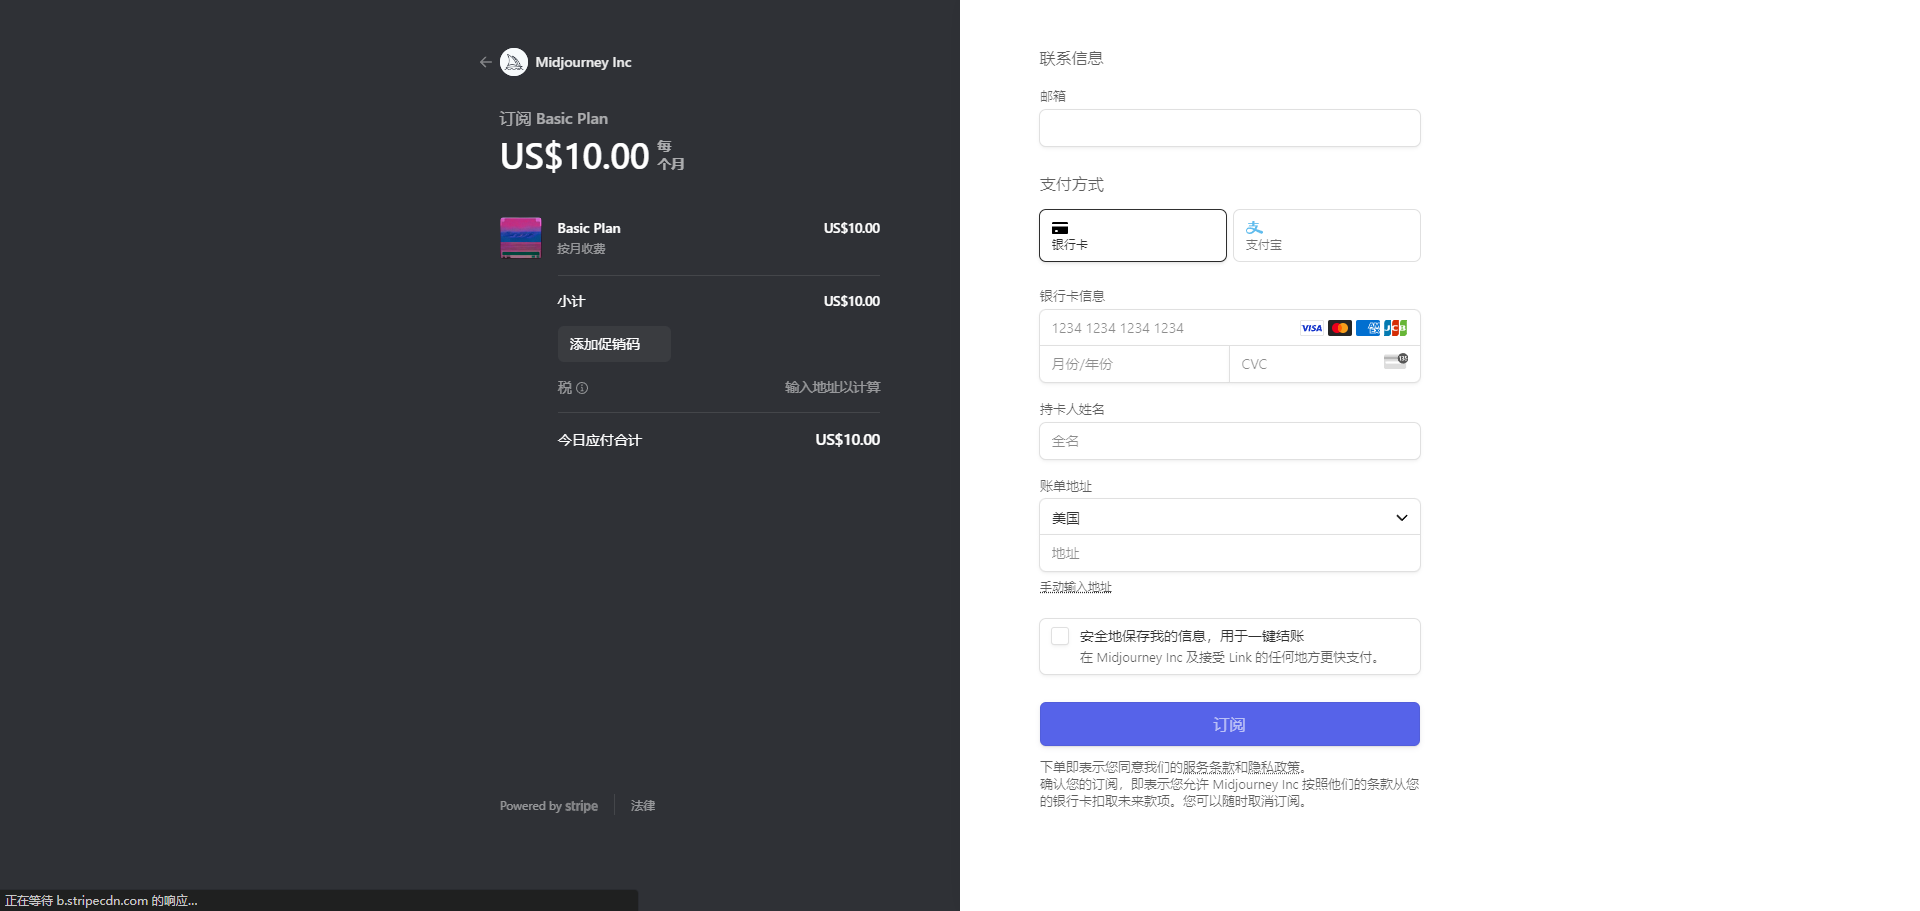 Midjourney Inc
订阅 Basic Plan
US$10.00 每
个月
Basic Plan US$10.00
按月收费
小计 US$10.00
添加促销码
税 输入地址以计算
今日应付合计 US$10.00
Powered by stripe 法律
正在等待 b.stripecdn.com 的响应...
联系信息
邮箱
支付方式
银行卡
支付宝
银行卡信息
1234 1234 1234 1234 VISA AMEX JCB
月份/年份 CVC 135
持卡人姓名
全名
账单地址
美国
地址
手动输入地址
安全地保存我的信息，用于一键结账
在 Midjourney Inc 及接受 Link 的任何地方更快支付。
订阅
下单即表示您同意我们的服务条款和隐私政策。
确认您的订阅，即表示您允许 Midjourney Inc 按照他们的条款从您
的银行卡扣取未来款项。您可以随时取消订阅。